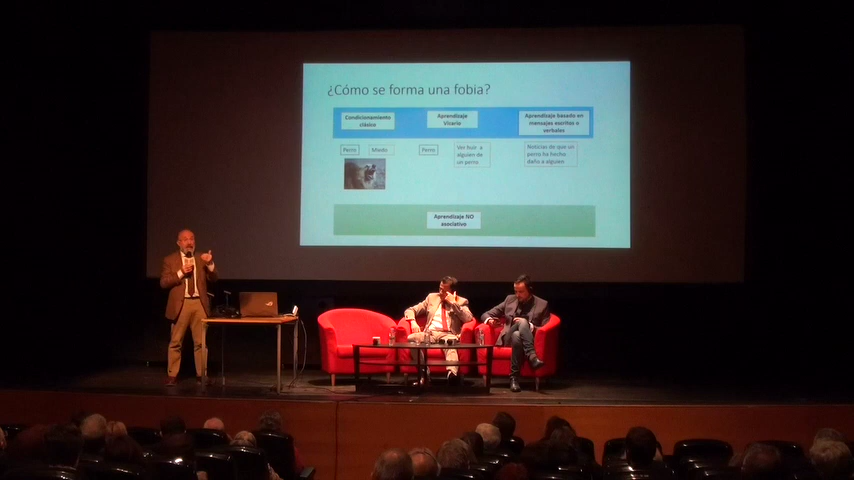 ¿Cómo se forma una fobia?
Condicionamiento
clásico
Aprendizaje
Vicario
Aprendizaje basado en
mensajes escritos o
verbales
Perro
Miedo
Perro
Ver huir a
alguien de
un perro
Noticias de que un
perro ha hecho
daño a alguien
Aprendizaje NO
asociativo